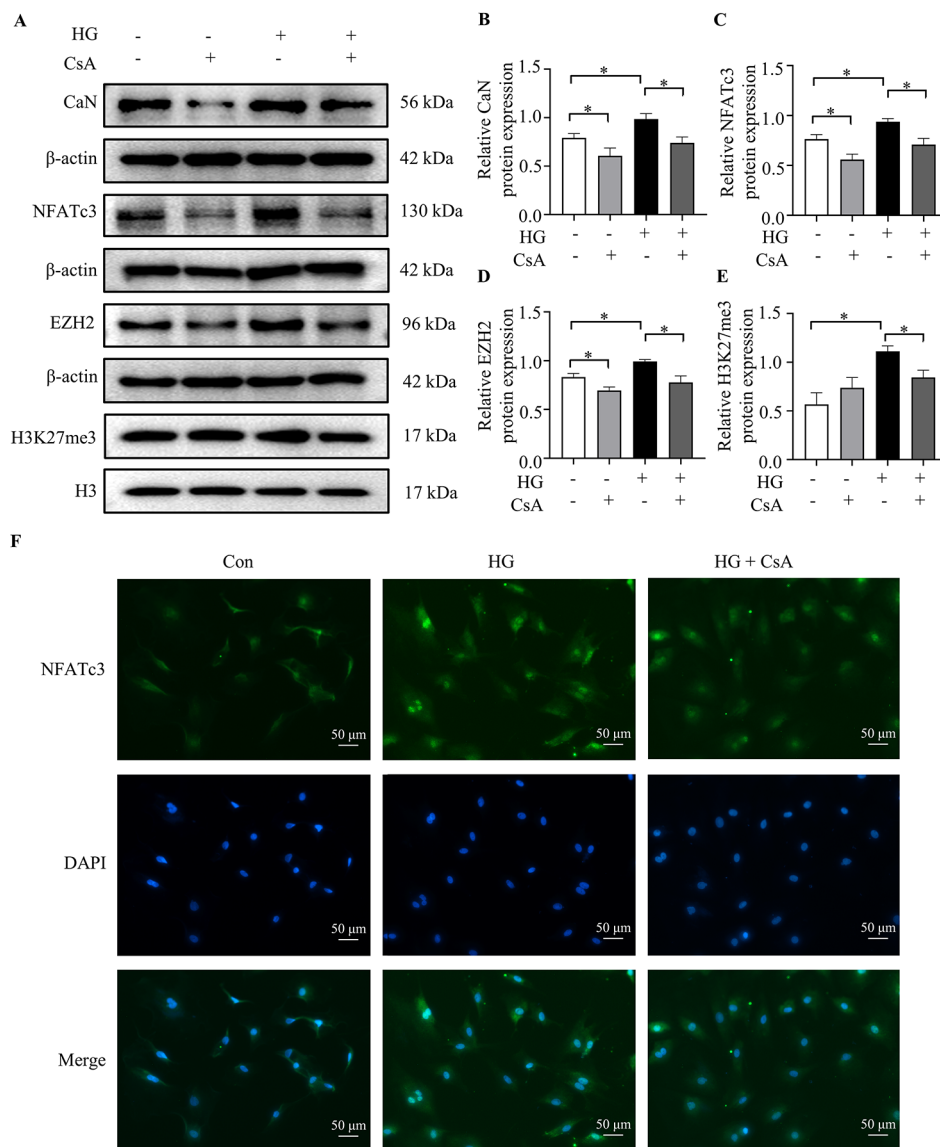 A
HG - - + +
CsA - + - +
CaN 56 kDa
β-actin 42 kDa
NFATc3 130 kDa
β-actin 42 kDa
EZH2 96 kDa
β-actin 42 kDa
H3K27me3 17 kDa
H3 17 kDa
B
Relative CaN
protein expression
1.5
1.0
0.5
0.0
* * *
HG - - + +
CsA - + - +
C
Relative NFATc3
protein expression
1.5
1.0
0.5
0.0
* * *
HG - - + +
CsA - + - +
D
Relative EZH2
protein expression
1.5
1.0
0.5
0.0
* * *
HG - - + +
CsA - + - +
E
Relative H3K27me3
protein expression
1.5
1.0
0.5
0.0
* *
HG - - + +
CsA - + - +
F
Con HG HG + CsA
NFATc3
50 μm 50 μm 50 μm
DAPI
50 μm 50 μm 50 μm
Merge
50 μm 50 μm 50 μm